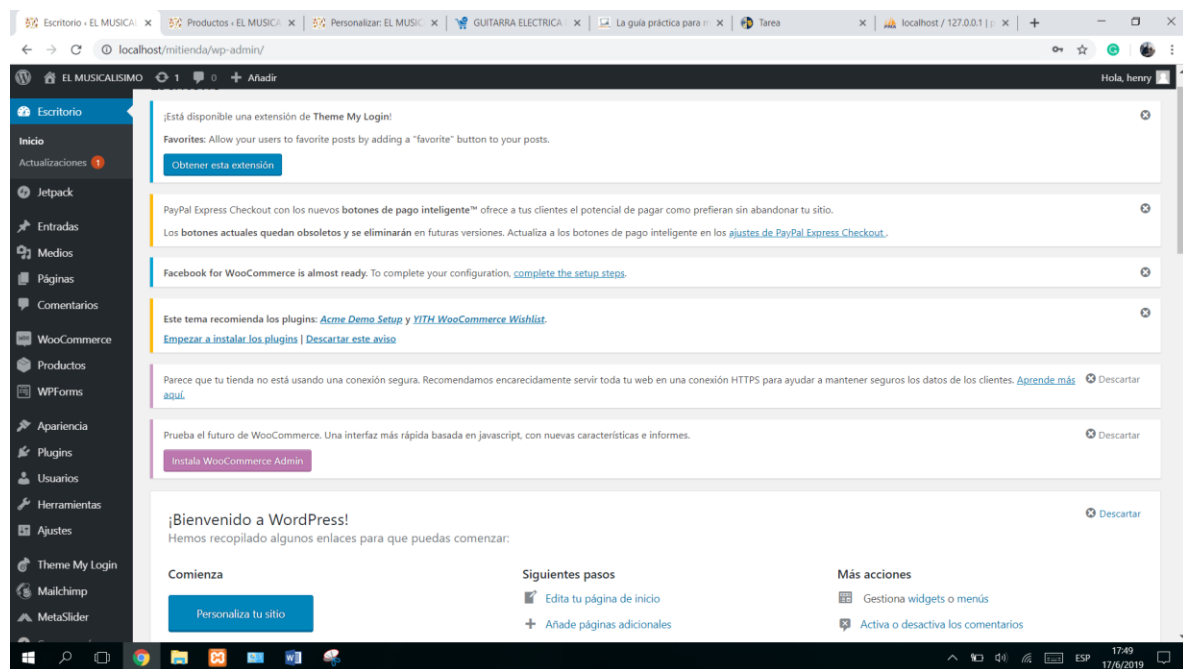 Escritorio ‹ EL MUSICAL
Productos ‹ EL MUSICA
Personalizar: EL MUSIC
GUITARRA ELECTRICA
La guía práctica para
Tarea
localhost / 127.0.0.1 |
localhost/mitienda/wp-admin/
EL MUSICALISIMO
1
0
Añadir
Hola, henry
Escritorio
Inicio
Actualizaciones 1
Jetpack
Entradas
Medios
Páginas
Comentarios
WooCommerce
Productos
WPForms
Apariencia
Plugins
Usuarios
Herramientas
Ajustes
Theme My Login
Mailchimp
MetaSlider
¡Está disponible una extensión de Theme My Login!
Favorites: Allow your users to favorite posts by adding a "favorite" button to your posts.
Obtener esta extensión
PayPal Express Checkout con los nuevos botones de pago inteligente™ ofrece a tus clientes el potencial de pagar como prefieran sin abandonar tu sitio.
Los botones actuales quedan obsoletos y se eliminarán en futuras versiones. Actualiza a los botones de pago inteligente en los ajustes de PayPal Express Checkout .
Facebook for WooCommerce is almost ready. To complete your configuration, complete the setup steps.
Este tema recomienda los plugins: Acme Demo Setup y YITH WooCommerce Wishlist.
Empezar a instalar los plugins | Descartar este aviso
Parece que tu tienda no está usando una conexión segura. Recomendamos encarecidamente servir toda tu web en una conexión HTTPS para ayudar a mantener seguros los datos de los clientes. Aprende más
aquí.
Descartar
Prueba el futuro de WooCommerce. Una interfaz más rápida basada en javascript, con nuevas características e informes.
Descartar
Instala WooCommerce Admin
¡Bienvenido a WordPress!
Descartar
Hemos recopilado algunos enlaces para que puedas comenzar:
Comienza
Personaliza tu sitio
Siguientes pasos
Edita tu página de inicio
Añade páginas adicionales
Más acciones
Gestiona widgets o menús
Activa o desactiva los comentarios
ESP
17:49
17/6/2019